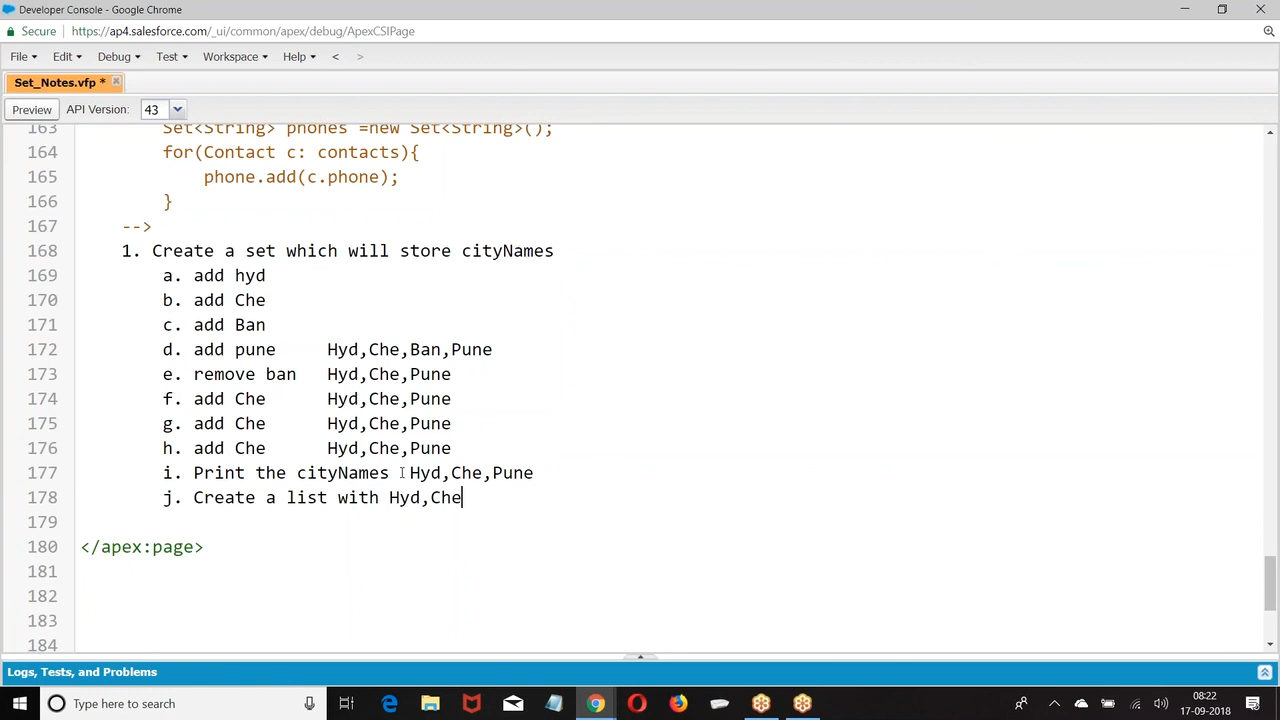 Developer Console - Google Chrome
Secure https://ap4.salesforce.com/_ui/common/apex/debug/ApexCSIPage
File Edit Debug Test Workspace Help < >
Set_Notes.vfp *
Preview API Version: 43
163 Set<String> phones =new Set<String>();
164 for(Contact c: contacts){
165 phone.add(c.phone);
166 }
167 -->
168 1. Create a set which will store cityNames
169 a. add hyd
170 b. add Che
171 c. add Ban
172 d. add pune Hyd,Che,Ban,Pune
173 e. remove ban Hyd,Che,Pune
174 f. add Che Hyd,Che,Pune
175 g. add Che Hyd,Che,Pune
176 h. add Che Hyd,Che,Pune
177 i. Print the cityNames Hyd,Che,Pune
178 j. Create a list with Hyd,Che
179
180 </apex:page>
181
182
183
184
Logs, Tests, and Problems
Type here to search
08:22
17-09-2018